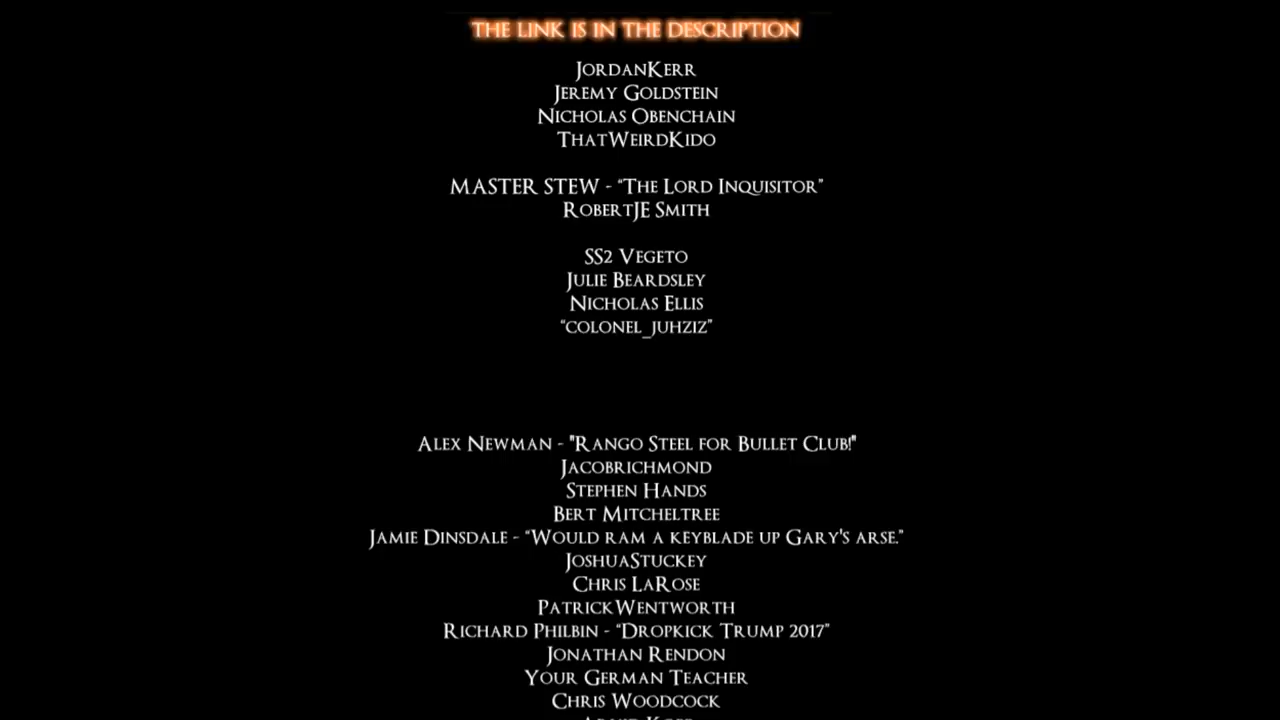 THE LINK IS IN THE DESCRIPTION
JORDANKERR
JEREMY GOLDSTEIN
NICHOLAS OBENCHAIN
THATWEIRDKIDO
MASTER STEW - "THE LORD INQUISITOR"
ROBERTJE SMITH
SS2 VEGETO
JULIE BEARDSLEY
NICHOLAS ELLIS
"COLONEL_JUHZIZ"
ALEX NEWMAN - "RANGO STEEL FOR BULLET CLUB!"
JACOBRICHMOND
STEPHEN HANDS
BERT MITCHELTREE
JAMIE DINSDALE - "WOULD RAM A KEYBLADE UP GARY'S ARSE."
JOSHUASTUCKEY
CHRIS LAROSE
PATRICKWENTWORTH
RICHARD PHILBIN - "DROPKICK TRUMP 2017"
JONATHAN RENDON
YOUR GERMAN TEACHER
CHRIS WOODCOCK